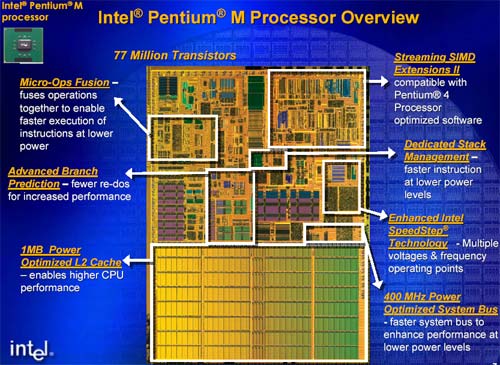 Intel® Pentium® M
processor
Intel® Pentium® M Processor Overview
77 Million Transistors
Micro-Ops Fusion –
fuses operations
together to enable
faster execution of
instructions at lower
power
Advanced Branch
Prediction – fewer re-dos
for increased performance
1MB Power
Optimized L2 Cache
– enables higher CPU
performance
Streaming SIMD
Extensions II
compatible with
Pentium® 4
Processor
optimized software
Dedicated Stack
Management -
faster instruction
at lower power
levels
Enhanced Intel
SpeedStep®
Technology - Multiple
voltages & frequency
operating points
400 MHz Power
Optimized System Bus
- faster system bus to
enhance performance at
lower power levels
intel